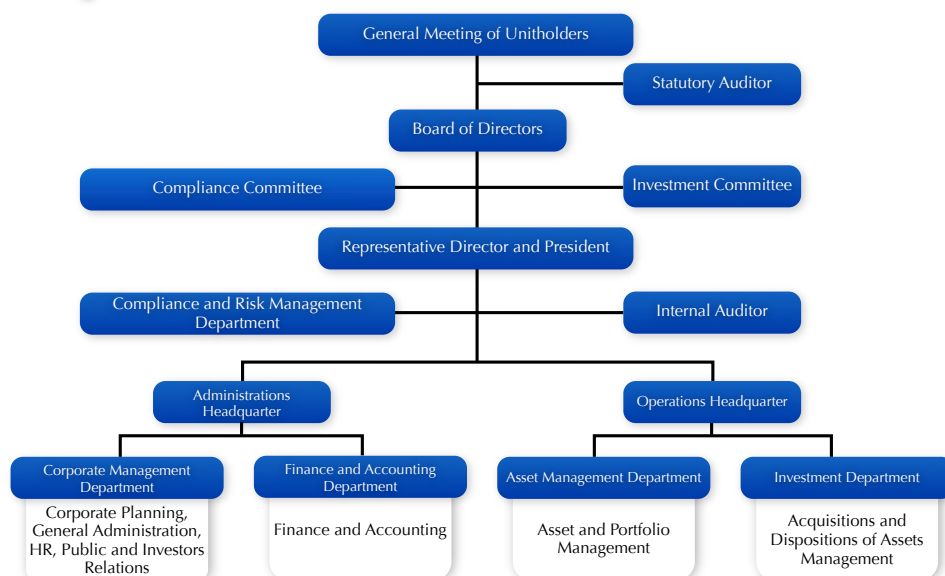 General Meeting of Unitholders
Statutory Auditor
Board of Directors
Compliance Committee
Investment Committee
Representative Director and President
Compliance and Risk Management
Department
Internal Auditor
Administrations
Headquarter
Operations Headquarter
Corporate Management
Department
Corporate Planning,
General Administration,
HR, Public and Investors
Relations
Finance and Accounting
Department
Finance and Accounting
Asset Management Department
Asset and Portfolio
Management
Investment Department
Acquisitions and
Dispositions of Assets
Management